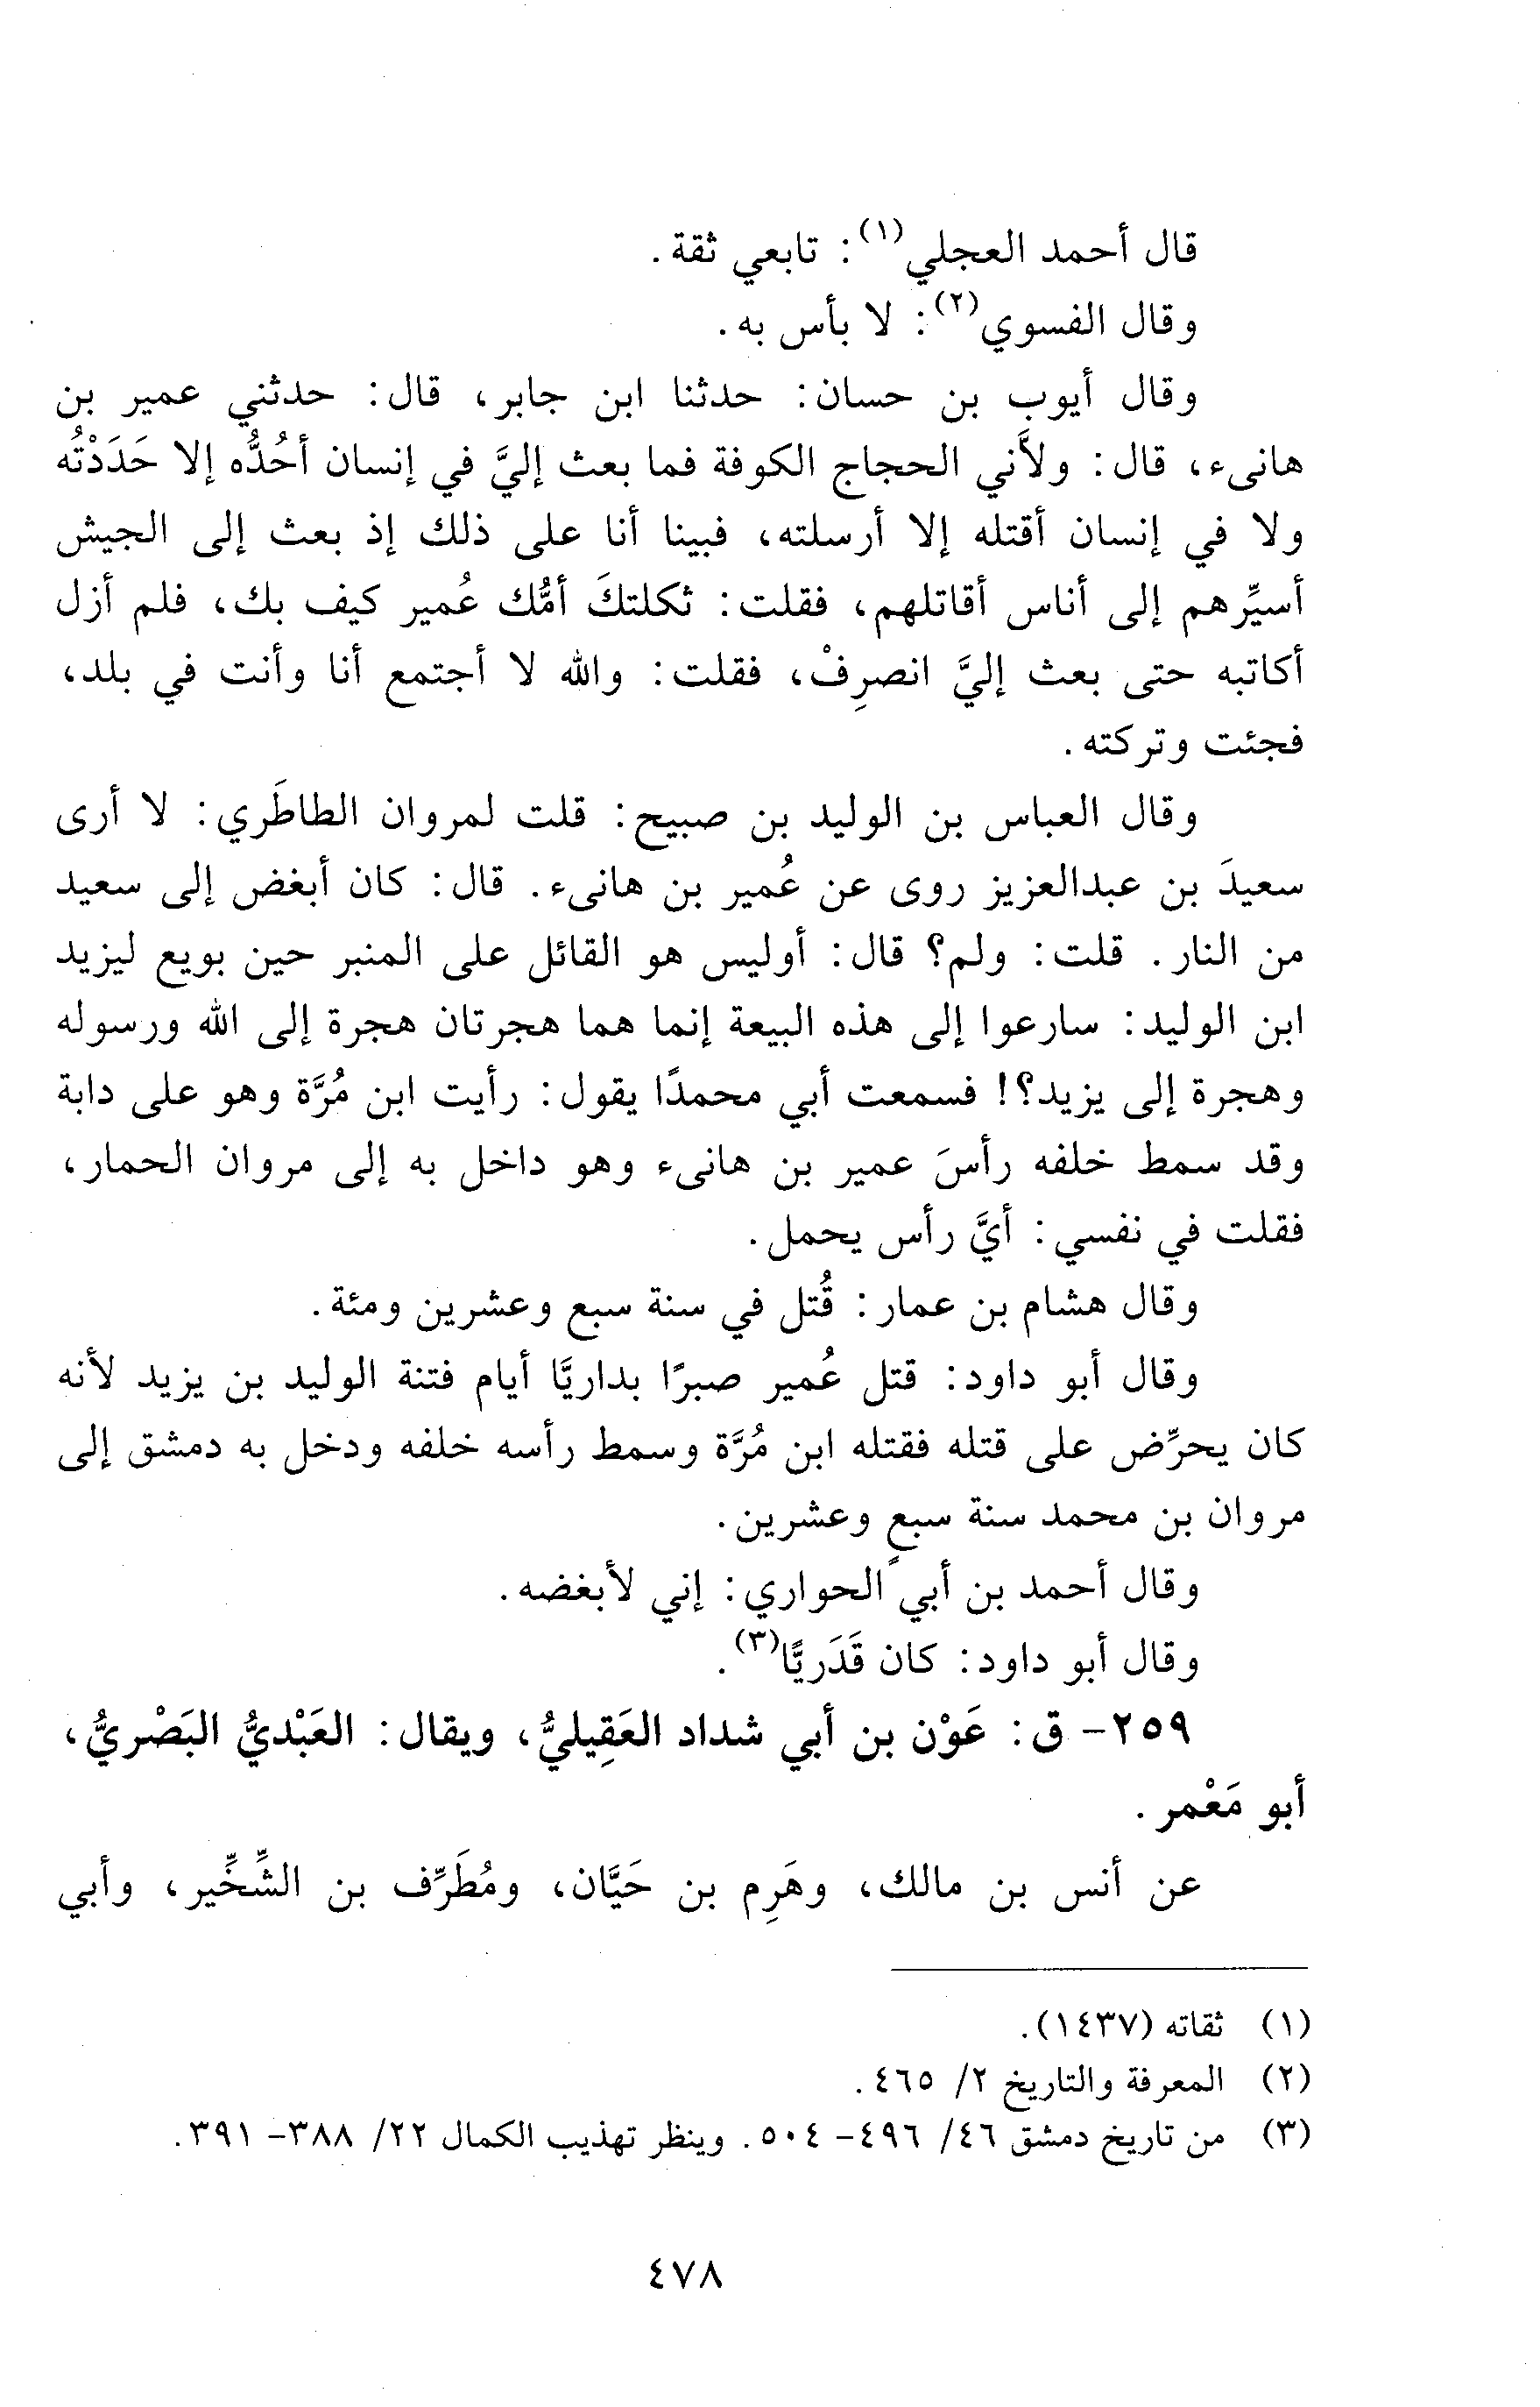 قال أحمد العجلي(١): تابعي ثقة.
وقال الفسوي(٢): لا بأس به.
وقال أيوب بن حسان: حدثنا ابن جابر، قال: حدثني عمير بن
هانىء، قال: ولَّاني الحجاج الكوفة فما بعث إليَّ في إنسان أحُدُّه إلا حَدَدْتُه
ولا في إنسان أقتله إلا أرسلته، فبينا أنا على ذلك إذ بعث إلى الجيش
أسيِّرهم إلى أناس أقاتلهم، فقلت: ثكلتكَ أمُّك عُمير كيف بك، فلم أزل
أكاتبه حتى بعث إليَّ انصرِفْ، فقلت: والله لا أجتمع أنا وأنت في بلد،
فجئت وتركته.
وقال العباس بن الوليد بن صبيح: قلت لمروان الطاطَري: لا أرى
سعيدَ بن عبدالعزيز روى عن عُمير بن هانىء. قال: كان أبغض إلى سعيد
من النار. قلت: ولم؟ قال: أوليس هو القائل على المنبر حين بويع ليزيد
ابن الوليد: سارعوا إلى هذه البيعة إنما هما هجرتان هجرة إلى الله ورسوله
وهجرة إلى يزيد؟! فسمعت أبي محمدًا يقول: رأيت ابن مُرَّة وهو على دابة
وقد سمط خلفه رأسَ عمير بن هانىء وهو داخل به إلى مروان الحمار،
فقلت في نفسي: أيَّ رأس يحمل.
وقال هشام بن عمار: قُتل في سنة سبع وعشرين ومئة.
وقال أبو داود: قتل عُمير صبرًا بداريَّا أيام فتنة الوليد بن يزيد لأنه
كان يحرِّض على قتله فقتله ابن مُرَّة وسمط رأسه خلفه ودخل به دمشق إلى
مروان بن محمد سنة سبعٍ وعشرين.
وقال أحمد بن أبي الحواري: إني لأبغضه.
وقال أبو داود: كان قَدَريًّا(٣).
٢٥٩- ق: عَوْن بن أبي شداد العَقِيليُّ، ويقال: العَبْديُّ البَصْريُّ،
أبو مَعْمر.
عن أنس بن مالك، وهَرِم بن حَيَّان، ومُطَرِّف بن الشِّخِّير، وأبي
(١) ثقاته (١٤٣٧).
(٢) المعرفة والتاريخ ٢/ ٤٦٥.
(٣) من تاريخ دمشق ٤٦/ ٤٩٦- ٥٠٤. وينظر تهذيب الكمال ٢٢/ ٣٨٨- ٣٩١.
٤٧٨